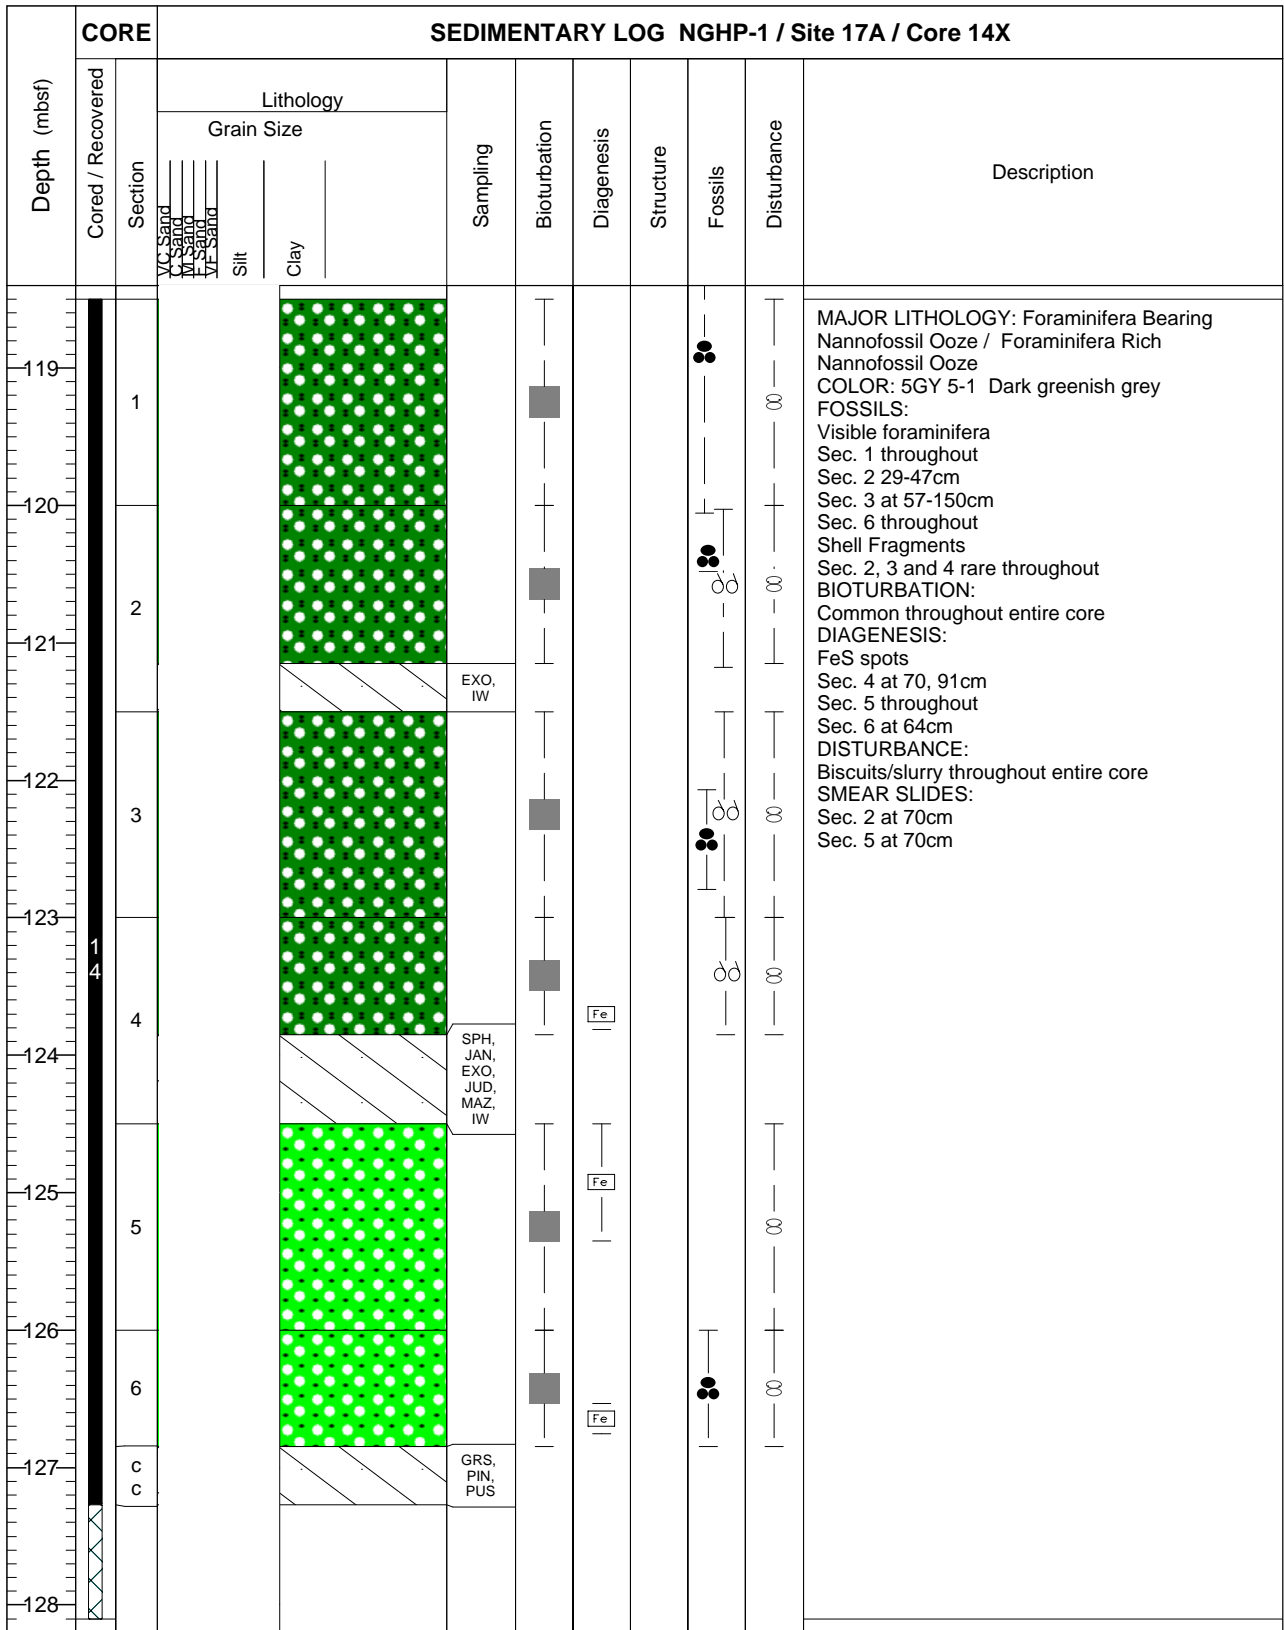 CORE
SEDIMENTARY LOG NGHP-1 / Site 17A / Core 14X
Depth (mbsf)
Cored / Recovered
Section
Lithology
Grain Size
VC Sand
C Sand
M Sand
F Sand
VF Sand
Silt
Clay
Sampling
Bioturbation
Diagenesis
Structure
Fossils
Disturbance
Description
MAJOR LITHOLOGY: Foraminifera Bearing
Nannofossil Ooze / Foraminifera Rich
Nannofossil Ooze
COLOR: 5GY 5-1 Dark greenish grey
FOSSILS:
Visible foraminifera
Sec. 1 throughout
Sec. 2 29-47cm
Sec. 3 at 57-150cm
Sec. 6 throughout
Shell Fragments
Sec. 2, 3 and 4 rare throughout
BIOTURBATION:
Common throughout entire core
DIAGENESIS:
FeS spots
Sec. 4 at 70, 91cm
Sec. 5 throughout
Sec. 6 at 64cm
DISTURBANCE:
Biscuits/slurry throughout entire core
SMEAR SLIDES:
Sec. 2 at 70cm
Sec. 5 at 70cm
119
1
120
2
121
EXO,
IW
122
3
123
1
4
4
Fe
124
SPH,
JAN,
EXO,
JUD,
MAZ,
IW
Fe
125
5
126
6
Fe
127
c
c
GRS,
PIN,
PUS
128